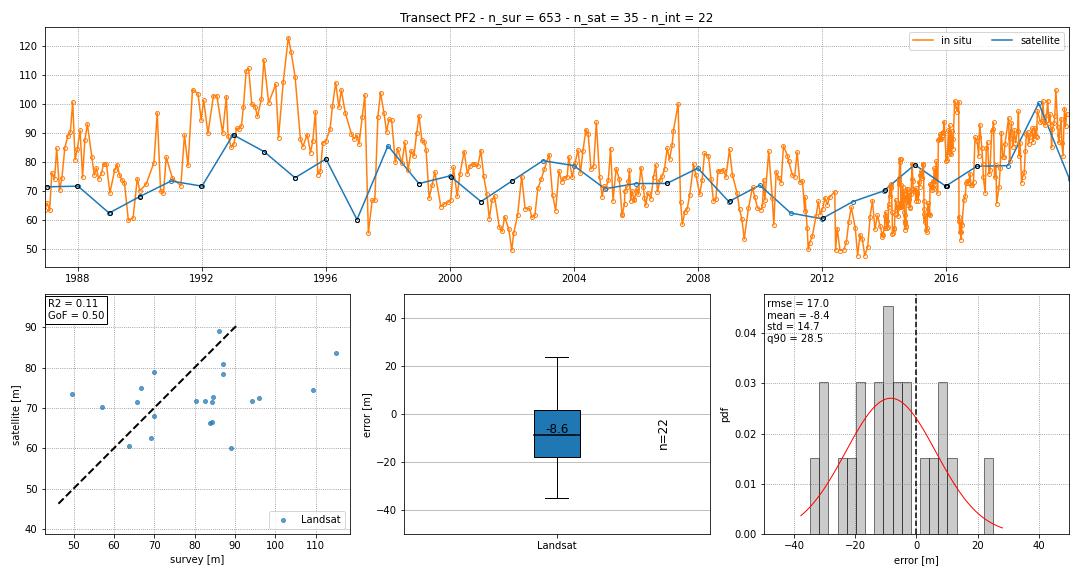 Transect PF2 - n_sur = 653 - n_sat = 35 - n_int = 22
in situ satellite
120
110
100
90
80
70
60
50
1988 1992 1996 2000 2004 2008 2012 2016
R2 = 0.11
GoF = 0.50
satellite [m]
90
80
70
60
50
40
50 60 70 80 90 100 110
survey [m]
Landsat
error [m]
40
20
0
−20
−40
-8.6
n=22
Landsat
rmse = 17.0
mean = -8.4
std = 14.7
q90 = 28.5
pdf
0.04
0.03
0.02
0.01
0.00
−40 −20 0 20 40
error [m]